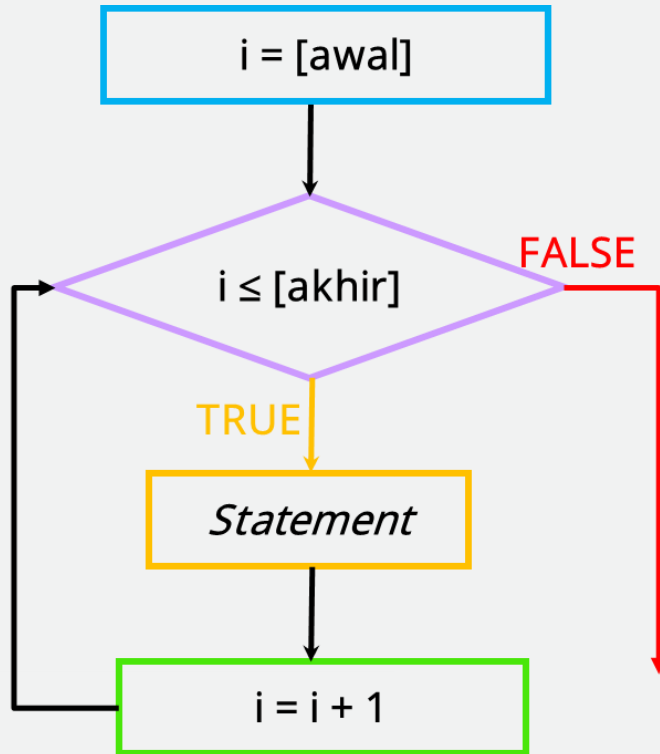 i = [awal]
i ≤ [akhir]
FALSE
TRUE
Statement
i = i + 1